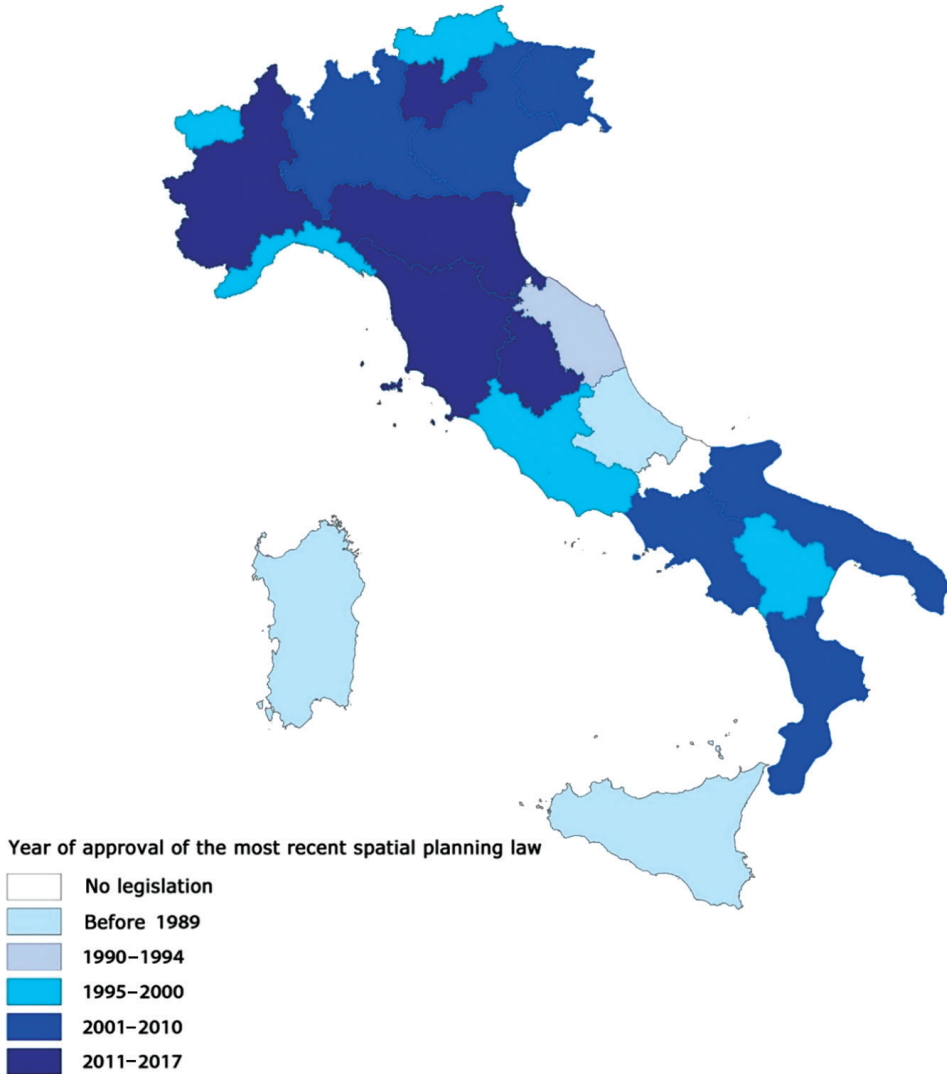 Year of approval of the most recent spatial planning law
No legislation
Before 1989
1990–1994
1995–2000
2001–2010
2011–2017